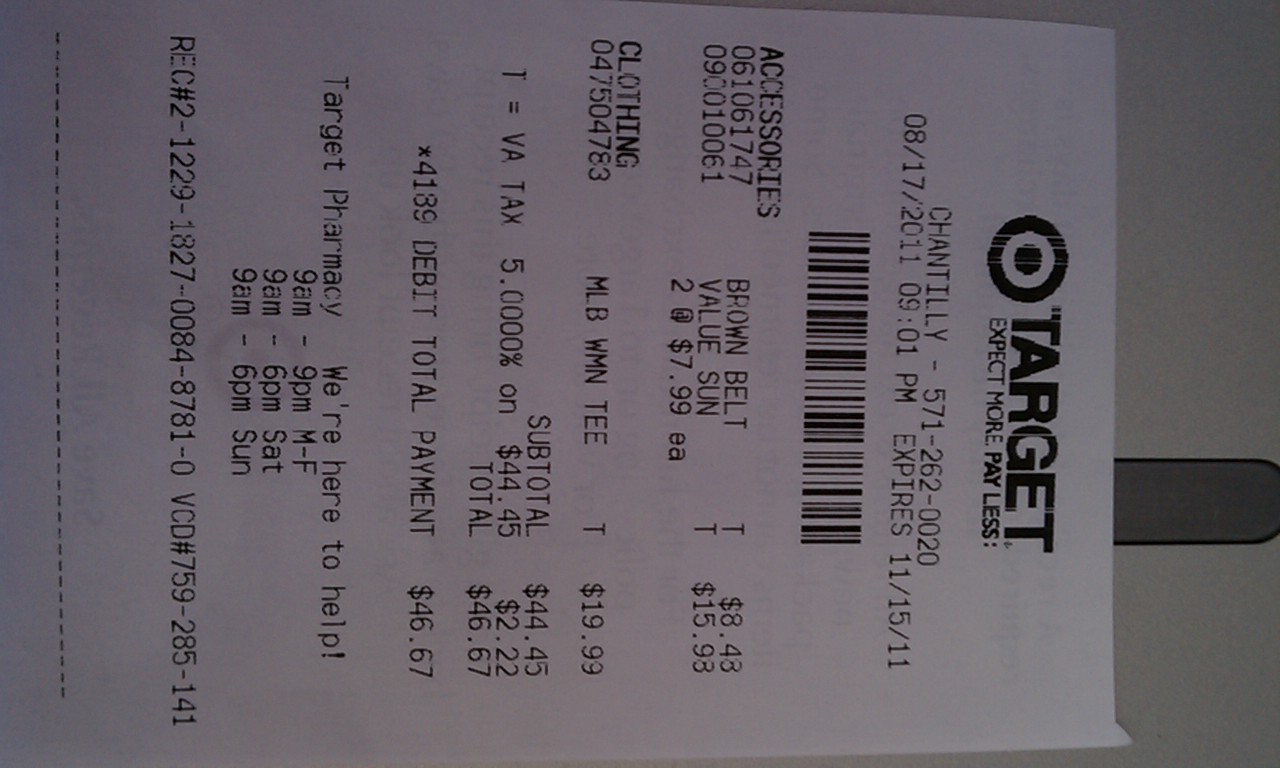 TARGET
EXPECT MORE. PAY LESS.
CHANTILLY - 571-262-0020
08/17/2011 09:01 PM EXPIRES 11/15/11
ACCESSORIES
061061747 BROWN BELT T $8.48
090010061 VALUE SUN T $15.98
2 @ $7.99 ea
CLOTHING
047504783 MLB WMN TEE T $19.99
SUBTOTAL $44.45
T = VA TAX 5.0000% on $44.45 $2.22
TOTAL $46.67
*4189 DEBIT TOTAL PAYMENT $46.67
Target Pharmacy We're here to help!
9am - 9pm M-F
9am - 6pm Sat
9am - 6pm Sun
REC#2-1229-1827-0084-8781-0 VCD#759-285-141